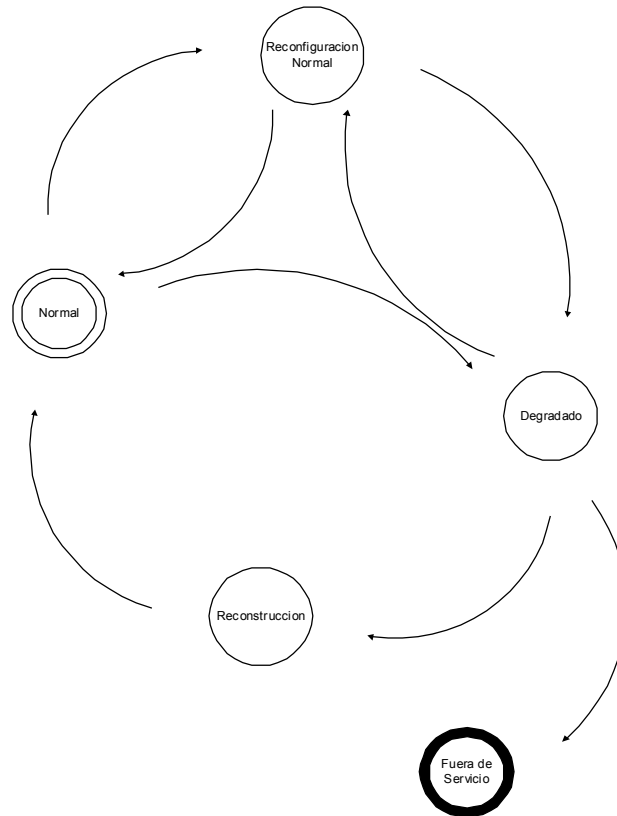 Reconfiguracion
Normal
Normal
Degradado
Reconstruccion
Fuera de
Servicio